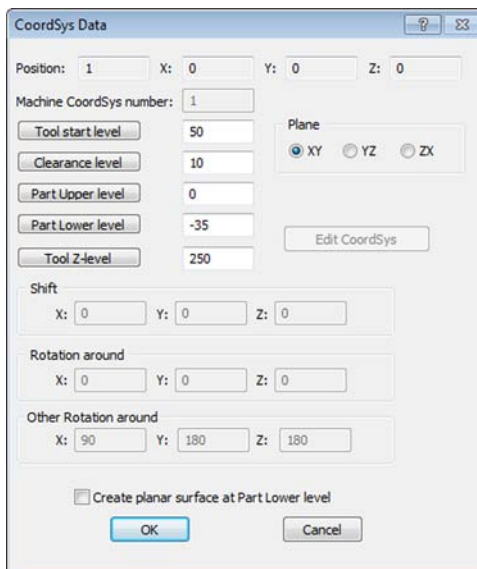 CoordSys Data
Position: 1 X: 0 Y: 0 Z: 0
Machine CoordSys number: 1
Tool start level 50
Plane
XY YZ ZX
Clearance level 10
Part Upper level 0
Part Lower level -35
Edit CoordSys
Tool Z-level 250
Shift
X: 0 Y: 0 Z: 0
Rotation around
X: 0 Y: 0 Z: 0
Other Rotation around
X: 90 Y: 180 Z: 180
Create planar surface at Part Lower level
OK Cancel